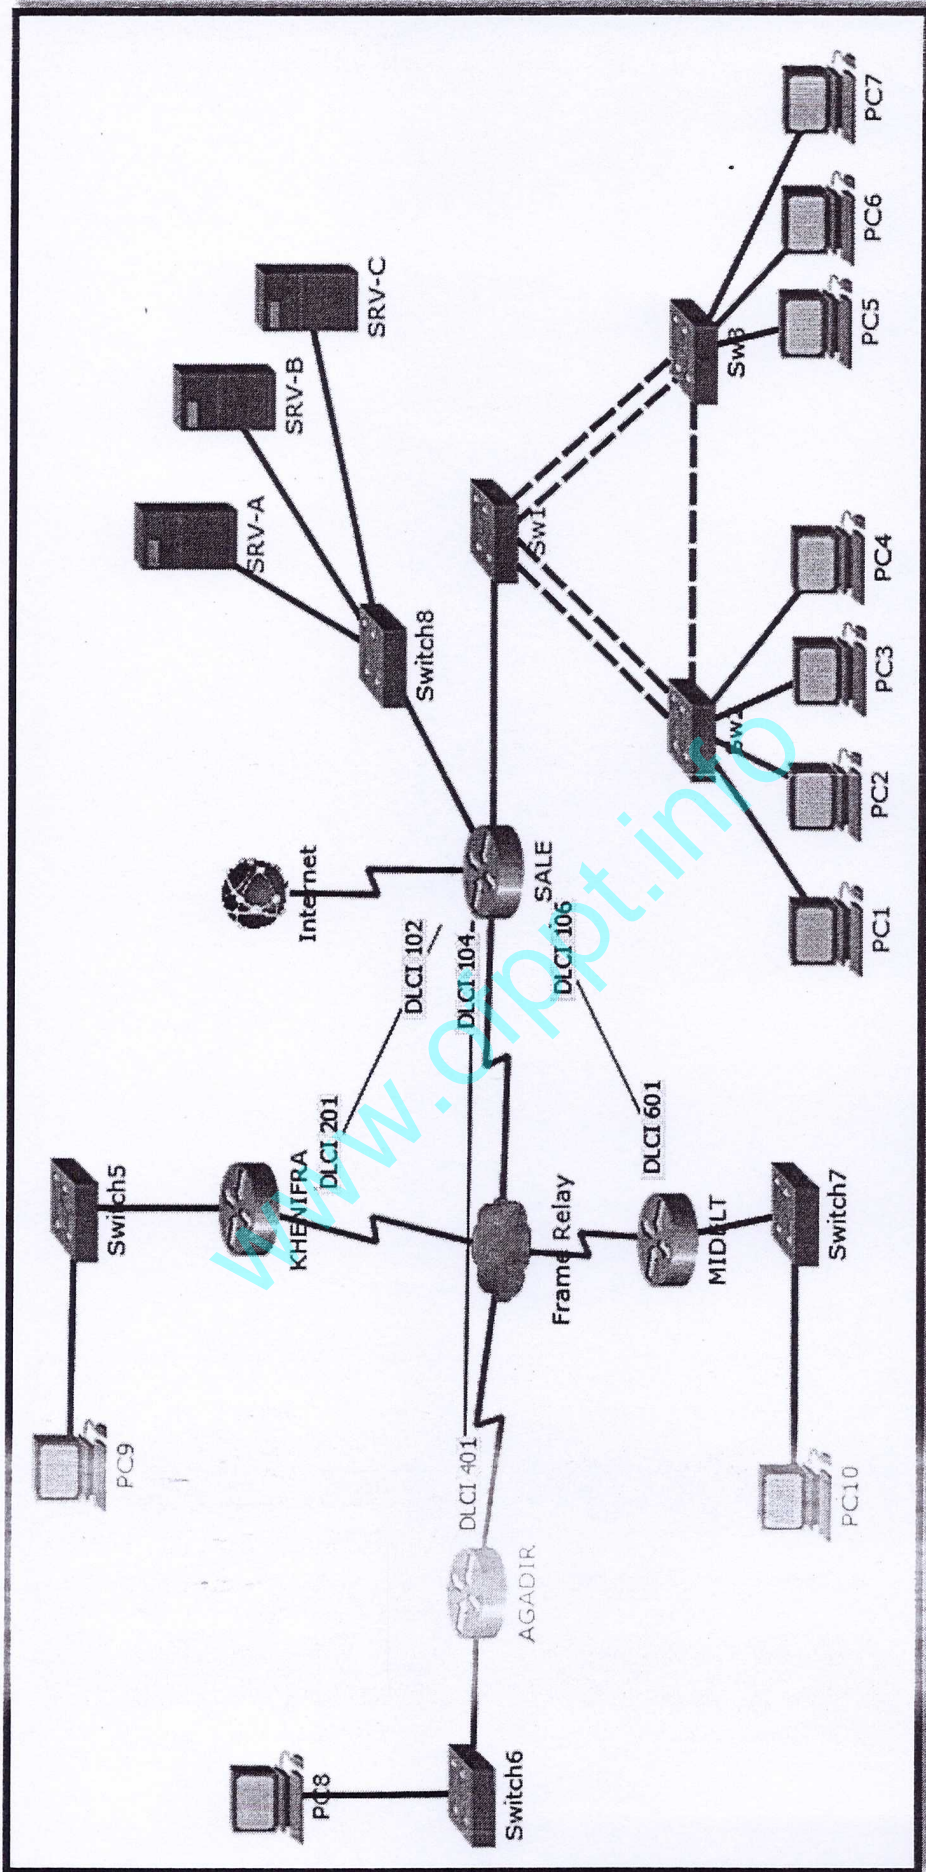 PC8
Switch6
AGADIR
DLCI 401
PC9
Switch5
KHENIFRA
DLCI 201
Frame Relay
DLCI 601
MIDELT
Switch7
PC10
Internet
DLCI 102
DLCI 104
DLCI 106
SALE
Switch8
SRV-A
SRV-B
SRV-C
Sw1
Sw2
Sw3
PC1
PC2
PC3
PC4
PC5
PC6
PC7
www.ofppt.info